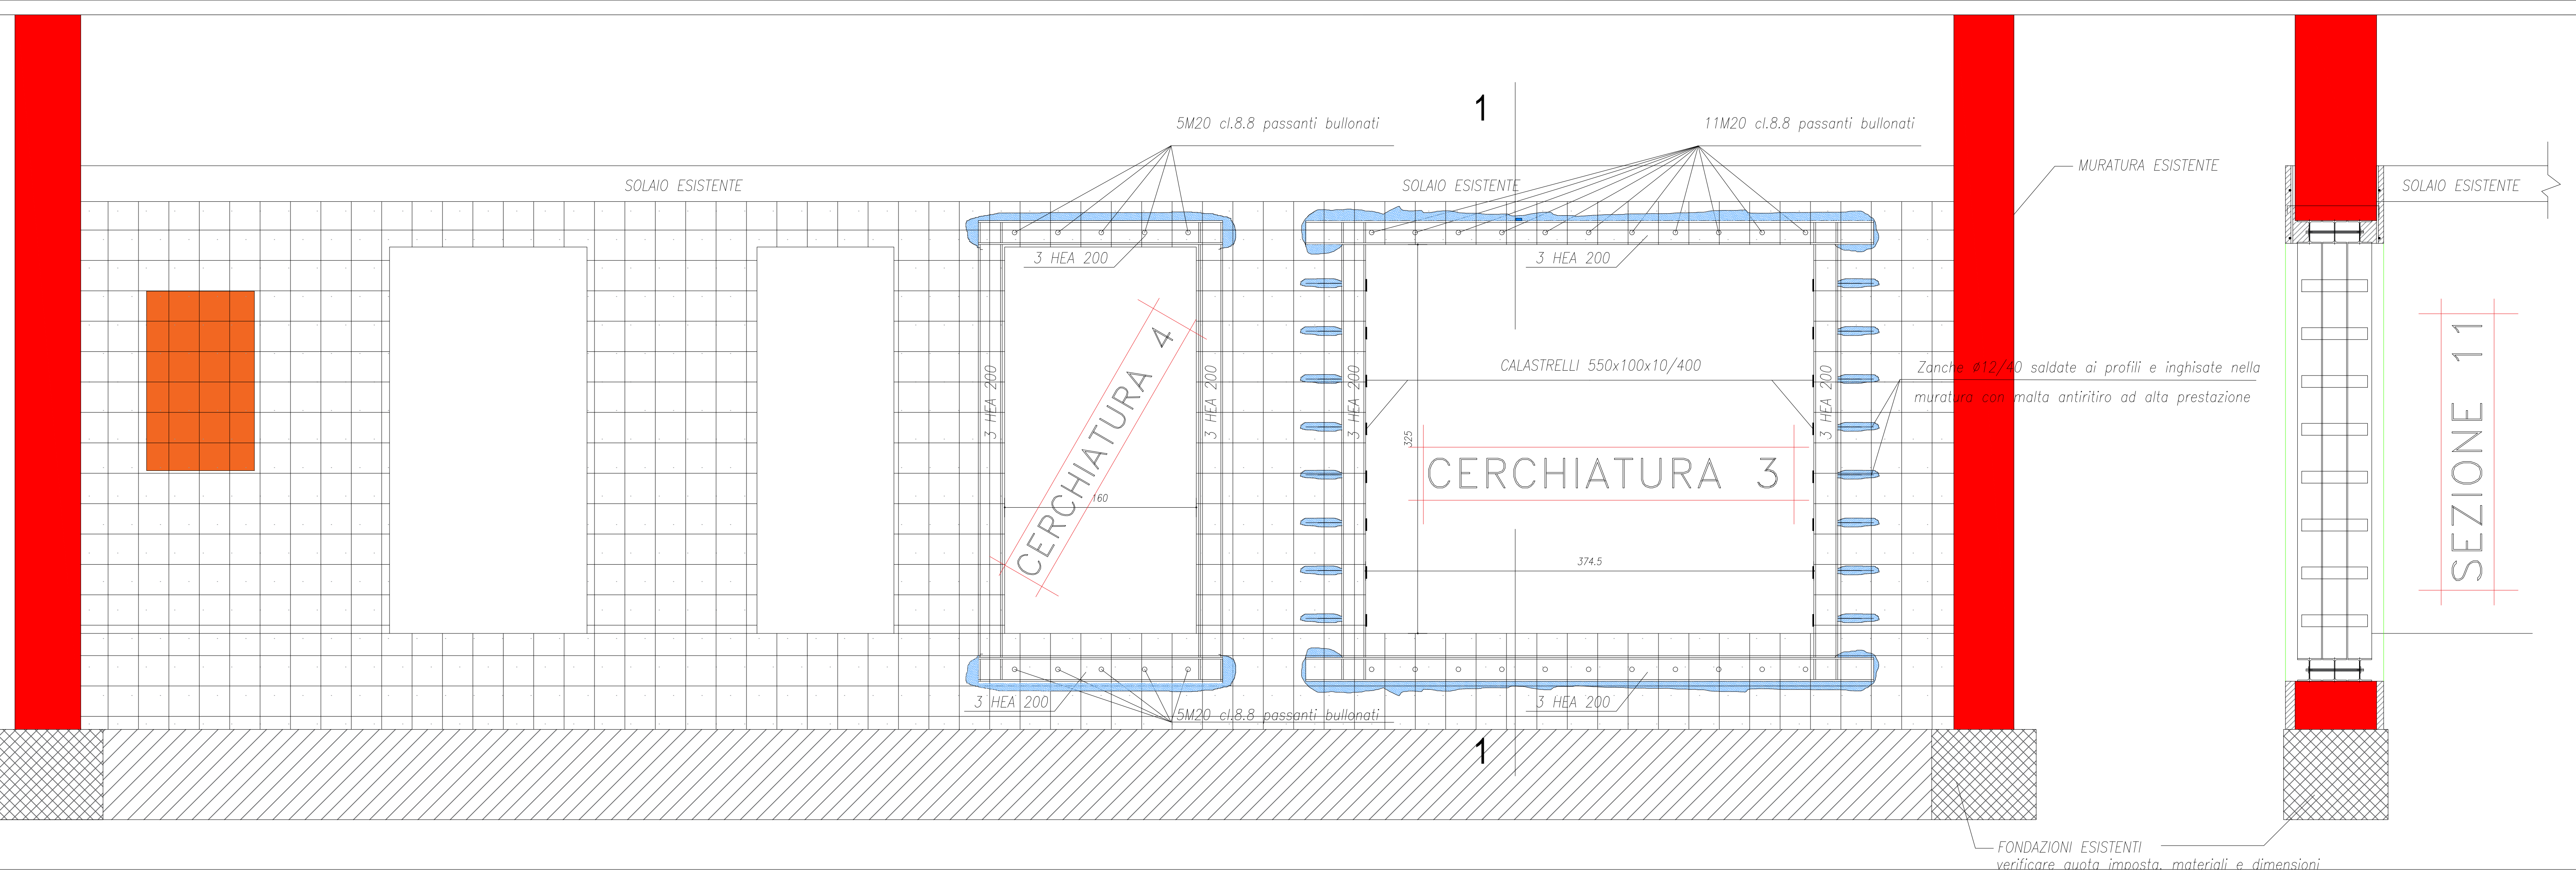 1
5M20 cl.8.8 passanti bullonati
11M20 cl.8.8 passanti bullonati
MURATURA ESISTENTE
SOLAIO ESISTENTE
SOLAIO ESISTENTE
SOLAIO ESISTENTE
3 HEA 200
3 HEA 200
CERCHIATURA 4
3 HEA 200
3 HEA 200
3 HEA 200
3 HEA 200
CALASTRELLI 550x100x10/400
Zanche ø12/40 saldate ai profili e inghisate nella
muratura con malta antiritiro ad alta prestazione
325
CERCHIATURA 3
SEZIONE 11
160
374.5
3 HEA 200
3 HEA 200
5M20 cl.8.8 passanti bullonati
1
FONDAZIONI ESISTENTI
verificare quota imposta, materiali e dimensioni